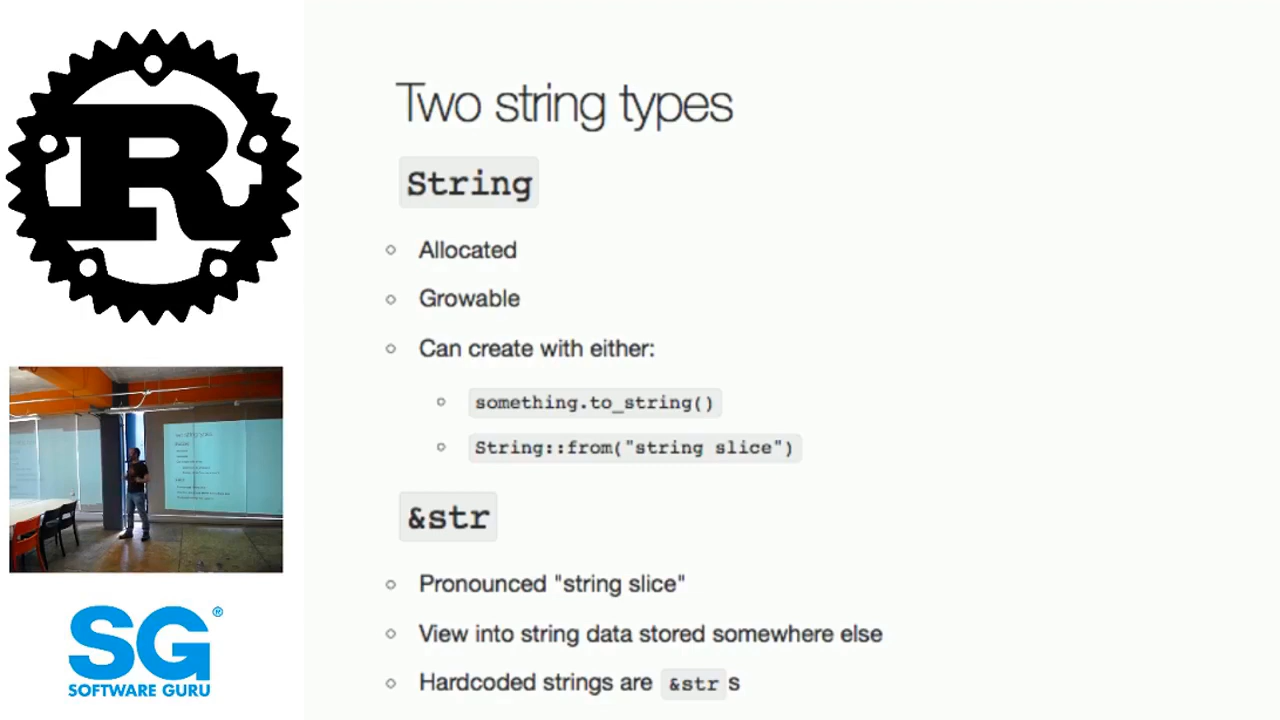 R
Two string types
String
Allocated
Growable
Can create with either:
something.to_string()
String::from("string slice")
&str
Pronounced "string slice"
View into string data stored somewhere else
Hardcoded strings are &str s
SG®
SOFTWARE GURU